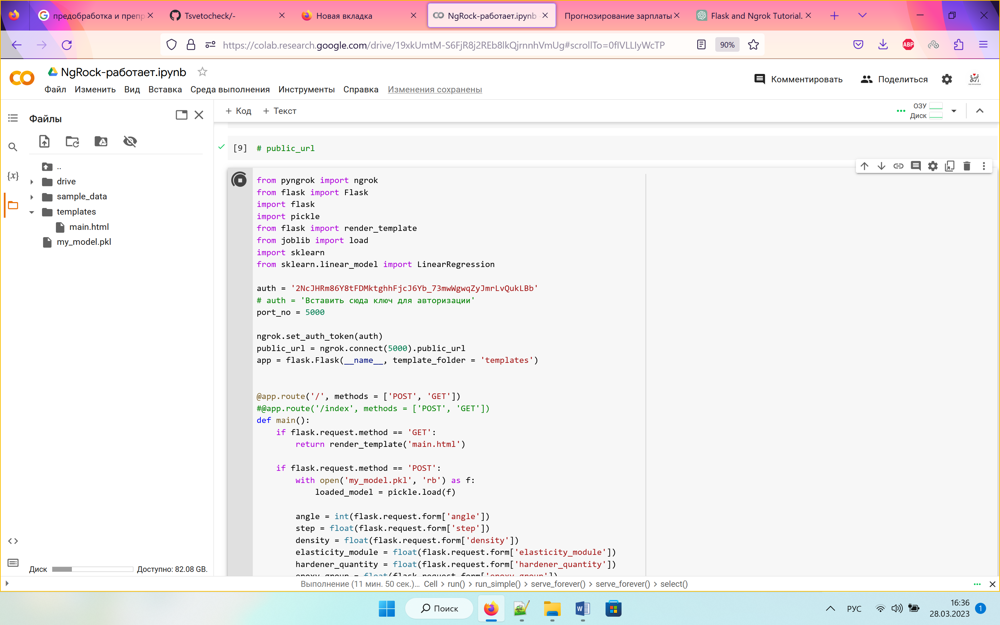 предобработка и преп
Tsvetocheck/-
Новая вкладка
NgRock-работает.ipynb
Прогнозирование зарплаты
Flask and Ngrok Tutorial.
https://colab.research.google.com/drive/19xkUmtM-S6FjR8j2REb8lkQjrnnhVmUg#scrollTo=0fIVLLIyWcTP
90%
ABP
NgRock-работает.ipynb
Комментировать
Поделиться
Файл Изменить Вид Вставка Среда выполнения Инструменты Справка Изменения сохранены
Файлы
+ Код + Текст
ОЗУ
Диск
..
drive
sample_data
templates
main.html
my_model.pkl
{x}
<>
Диск
Доступно: 82.08 GB.
[9] # public_url
from pyngrok import ngrok
from flask import Flask
import flask
import pickle
from flask import render_template
from joblib import load
import sklearn
from sklearn.linear_model import LinearRegression
auth = '2NcJHRm86Y8tFDMktghhFjcJ6Yb_73mwWgwqZyJmrLvQukLBb'
# auth = 'Вставить сюда ключ для авторизации'
port_no = 5000
ngrok.set_auth_token(auth)
public_url = ngrok.connect(5000).public_url
app = flask.Flask(__name__, template_folder = 'templates')
@app.route('/', methods = ['POST', 'GET'])
#@app.route('/index', methods = ['POST', 'GET'])
def main():
if flask.request.method == 'GET':
return render_template('main.html')
if flask.request.method == 'POST':
with open('my_model.pkl', 'rb') as f:
loaded_model = pickle.load(f)
angle = int(flask.request.form['angle'])
step = float(flask.request.form['step'])
density = float(flask.request.form['density'])
elasticity_module = float(flask.request.form['elasticity_module'])
hardener_quantity = float(flask.request.form['hardener_quantity'])
epoxy_group = float(flask.request.form['epoxy_group'])
Выполнение (11 мин. 50 сек.)... Cell > run() > run_simple() > serve_forever() > serve_forever() > select()
Поиск
РУС
16:36
28.03.2023
1